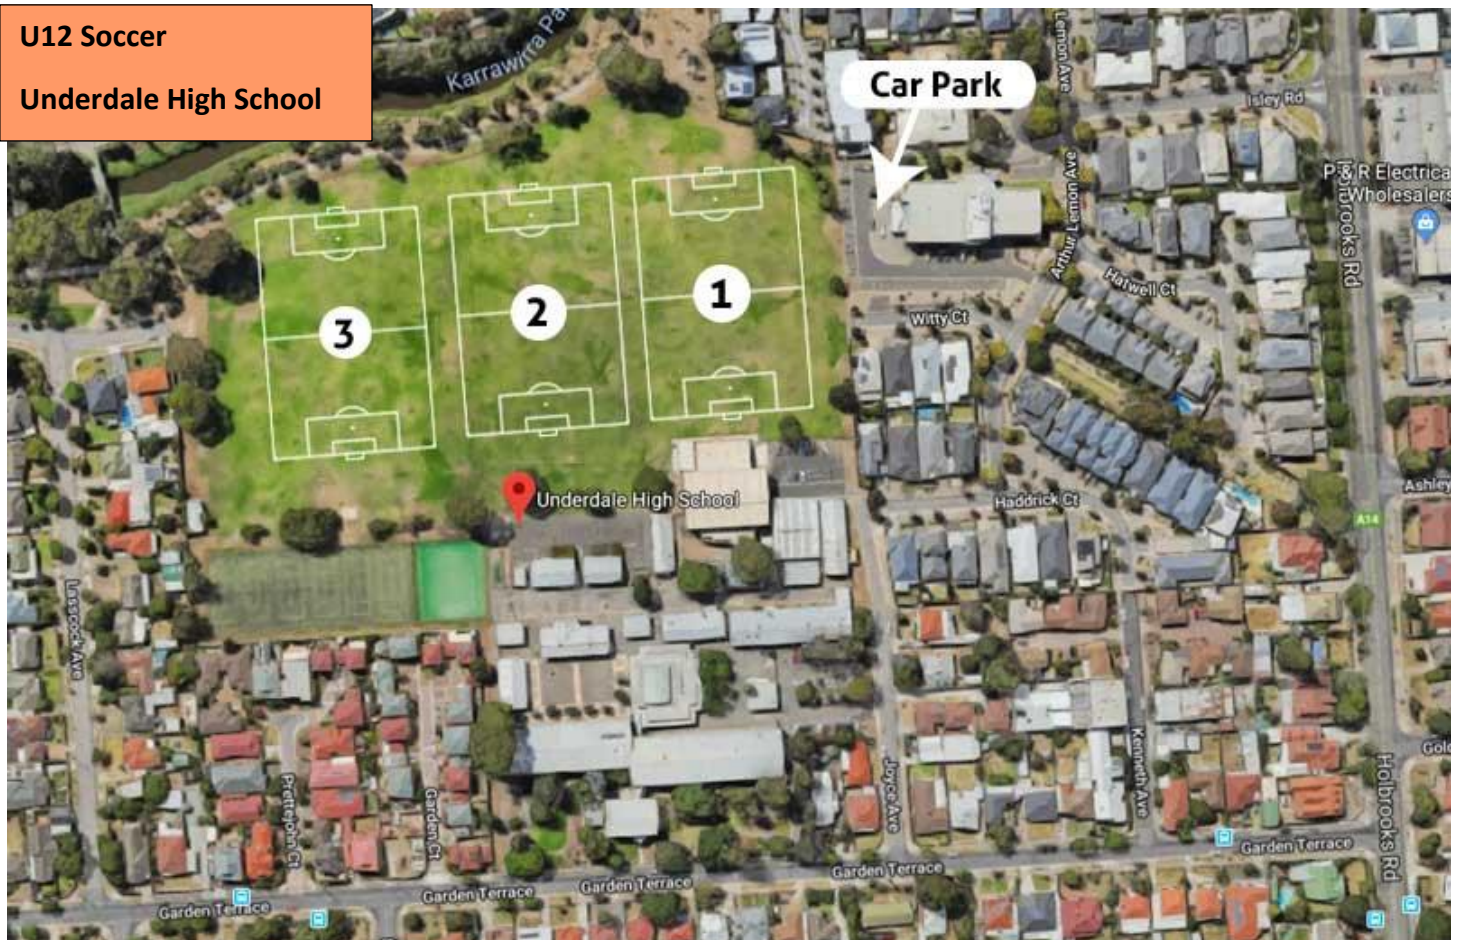 U12 Soccer
Underdale High School
Karrawirra Pa
Lemon Ave
Car Park
Isley Rd
P & R Electrica
Wholesalers
Holbrooks Rd
Arthur Lemon Ave
Hatwell Ct
3
2
1
Witty Ct
Underdale High School
Haddrick Ct
Ashley
A14
Lasscock Ave
Gold
Prettejohn Ct
Garden Ct
Joyce Ave
Kenneth Ave
Holbrooks Rd
Garden Terrace
Garden Terrace
Garden Terrace
Garden Terrace
Garden Terrace